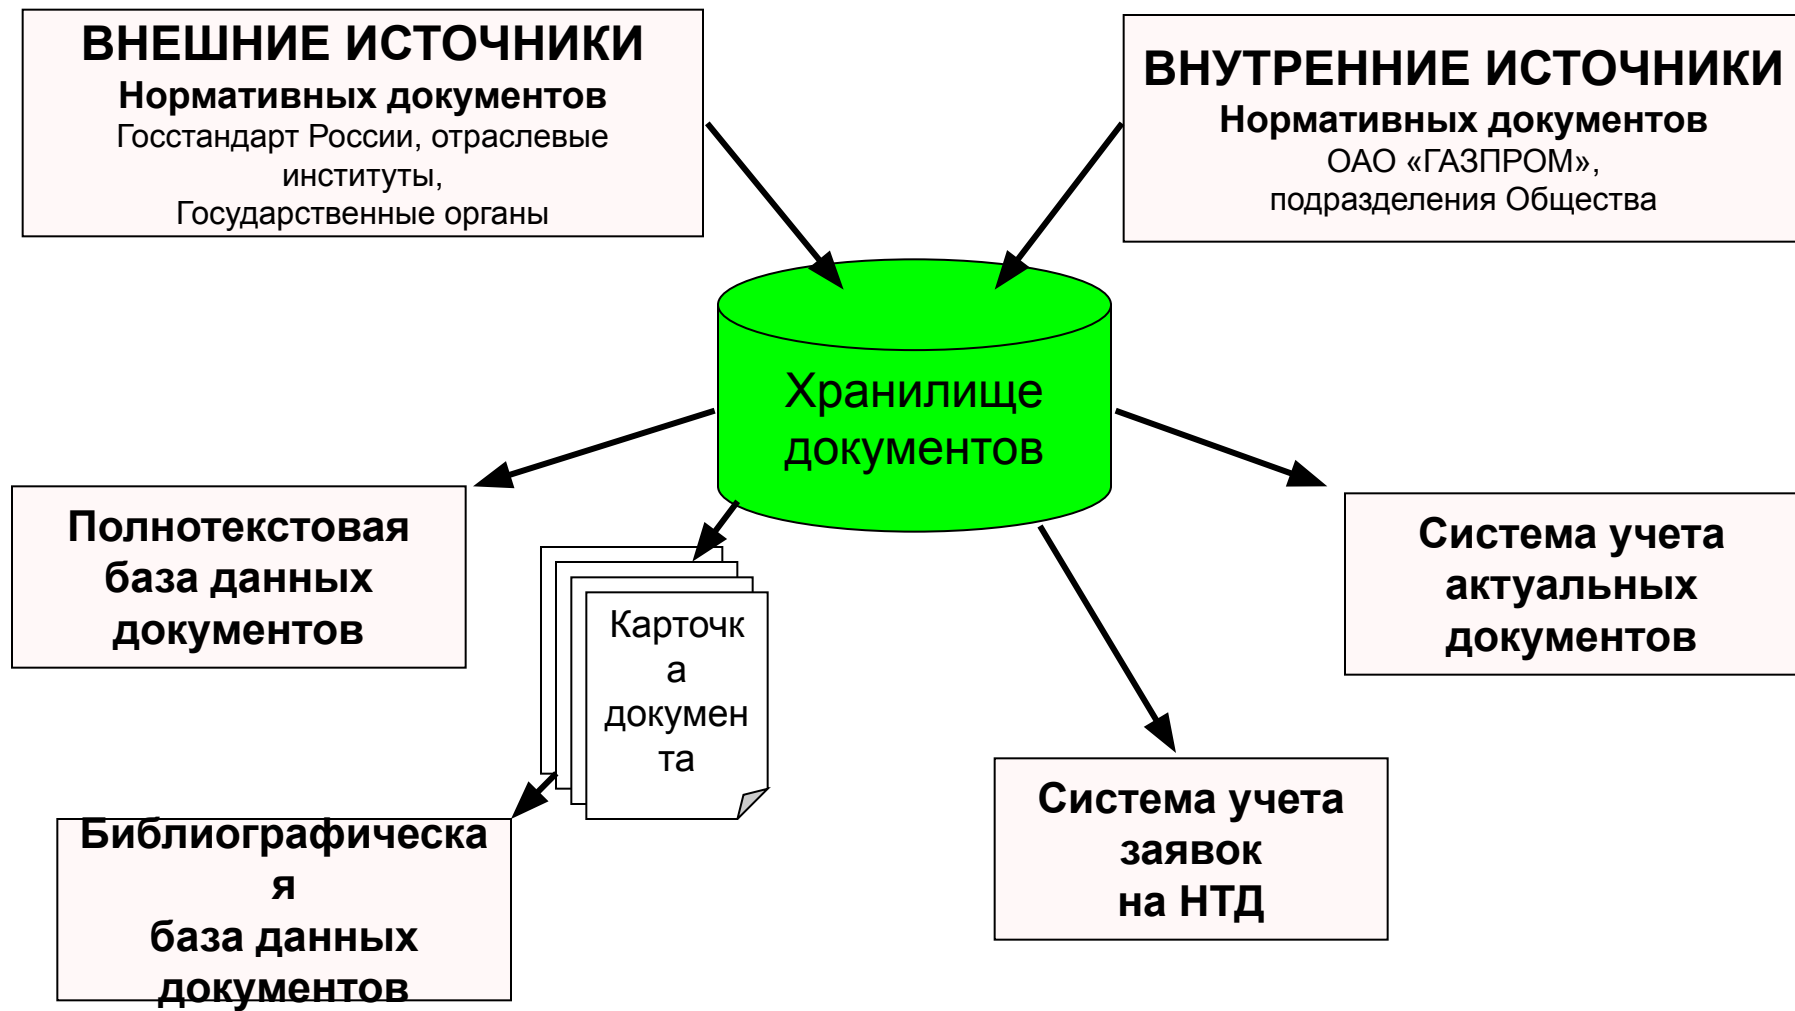 ВНЕШНИЕ ИСТОЧНИКИ
Нормативных документов
Госстандарт России, отраслевые
институты,
Государственные органы
ВНУТРЕННИЕ ИСТОЧНИКИ
Нормативных документов
ОАО «ГАЗПРОМ»,
подразделения Общества
Хранилище
документов
Полнотекстовая
база данных
документов
Карточк
а
докумен
та
Система учета
актуальных
документов
Библиографическа
я
база данных
документов
Система учета
заявок
на НТД